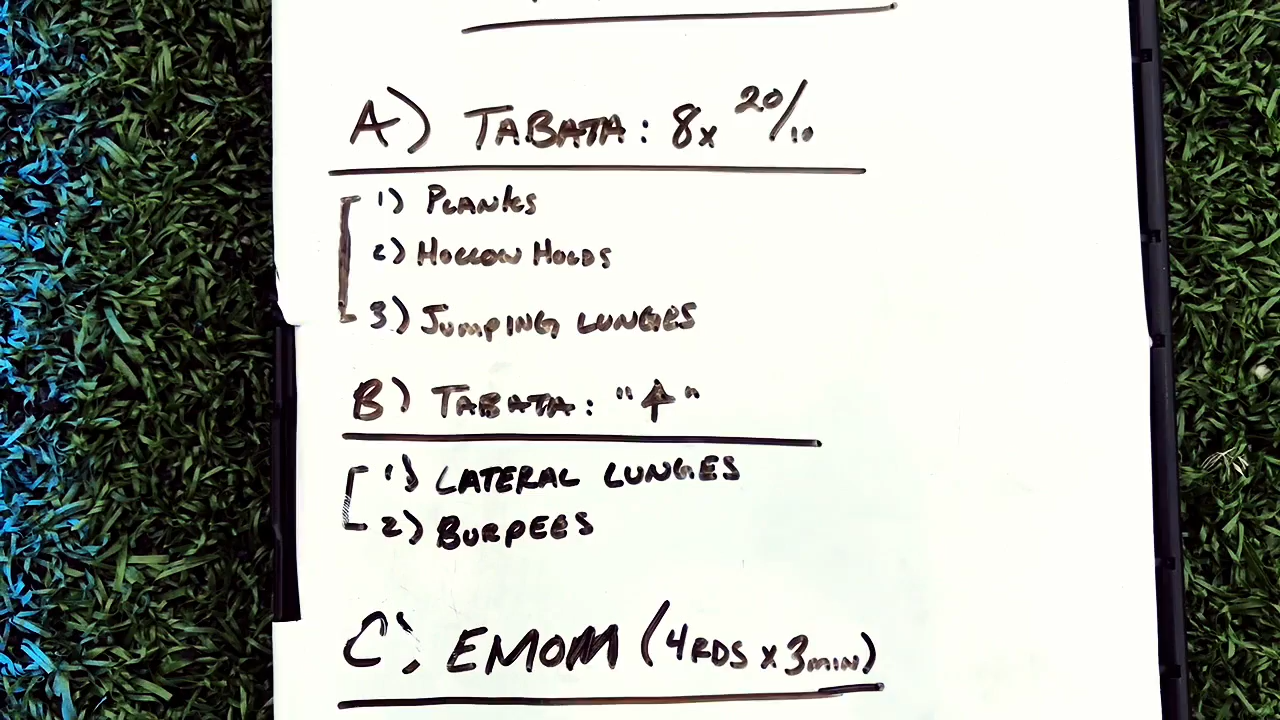 A) TABATA: 8x 20/10
1) PLANKS
2) HOLLOW HOLDS
3) JUMPING LUNGES
B) TABATA: "4"
1) LATERAL LUNGES
2) BURPEES
C: EMOM (4RDS x 3MIN)